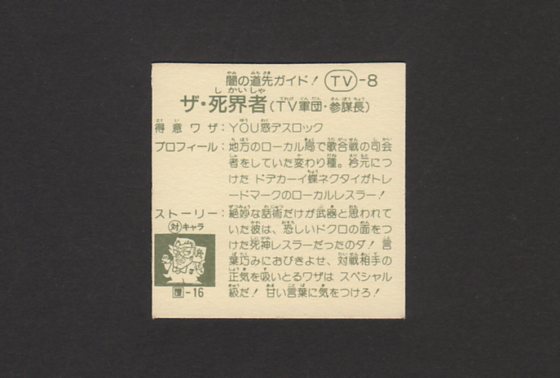 闇の道先ガイド! TV-8
ザ・死界者(TV軍団・参謀長)
得意ワザ:YOU惑デスロック
プロフィール:地方のローカル局で歌合戦の司会
者をしていた変わり種。衿元につ
けた ドデカーイ蝶ネクタイがトレ
ードマークのローカルレスラー!
ストーリー:絶妙な話術だけが武器と思われて
いた彼は、恐しいドクロの面をつ
けた死神レスラーだったのダ!言
葉巧みにおびきよせ、対戦相手の
正気を吸いとるワザは スペシャル
級だ! 甘い言葉に気をつけろ!
対キャラ
-16